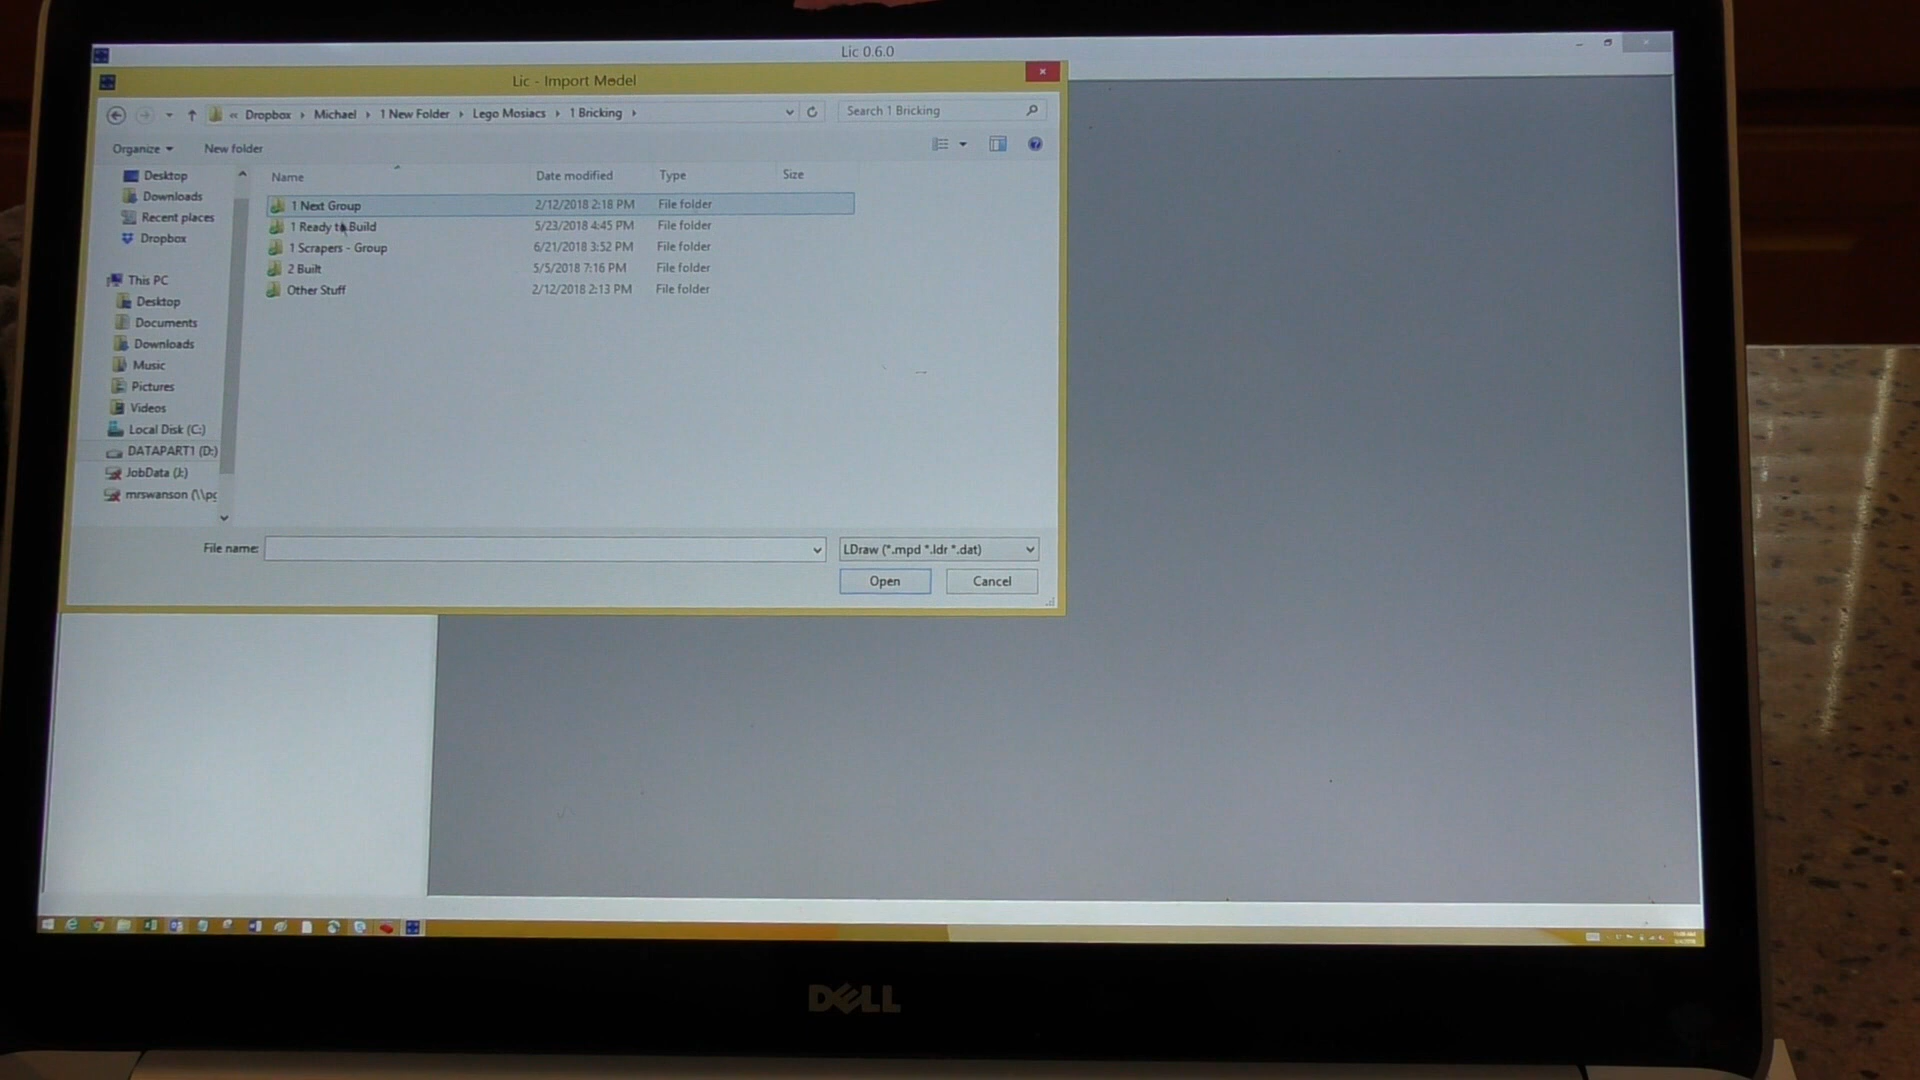 Lic 0.6.0
Lic - Import Model
« Dropbox › Michael › 1 New Folder › Lego Mosiacs › 1 Bricking ›
Search 1 Bricking
Organize
New folder
Name Date modified Type Size
1 Next Group 2/12/2018 2:18 PM File folder
1 Ready to Build 5/23/2018 4:45 PM File folder
1 Scrapers - Group 6/21/2018 3:52 PM File folder
2 Built 5/5/2018 7:16 PM File folder
Other Stuff 2/12/2018 2:13 PM File folder
Desktop
Downloads
Recent places
Dropbox
This PC
Desktop
Documents
Downloads
Music
Pictures
Videos
Local Disk (C:)
DATAPART1 (D:)
JobData (J:)
mrswanson (\\pc
File name:
LDraw (*.mpd *.ldr *.dat)
Open
Cancel
DELL